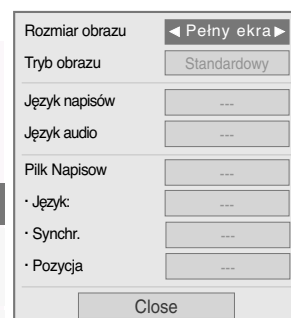 Rozmiar obrazu ◀ Pełny ekra ▶
Tryb obrazu Standardowy
Język napisów ---
Język audio ---
Pilk Napisow ---
· Język: ---
· Synchr. ---
· Pozycja ---
Close